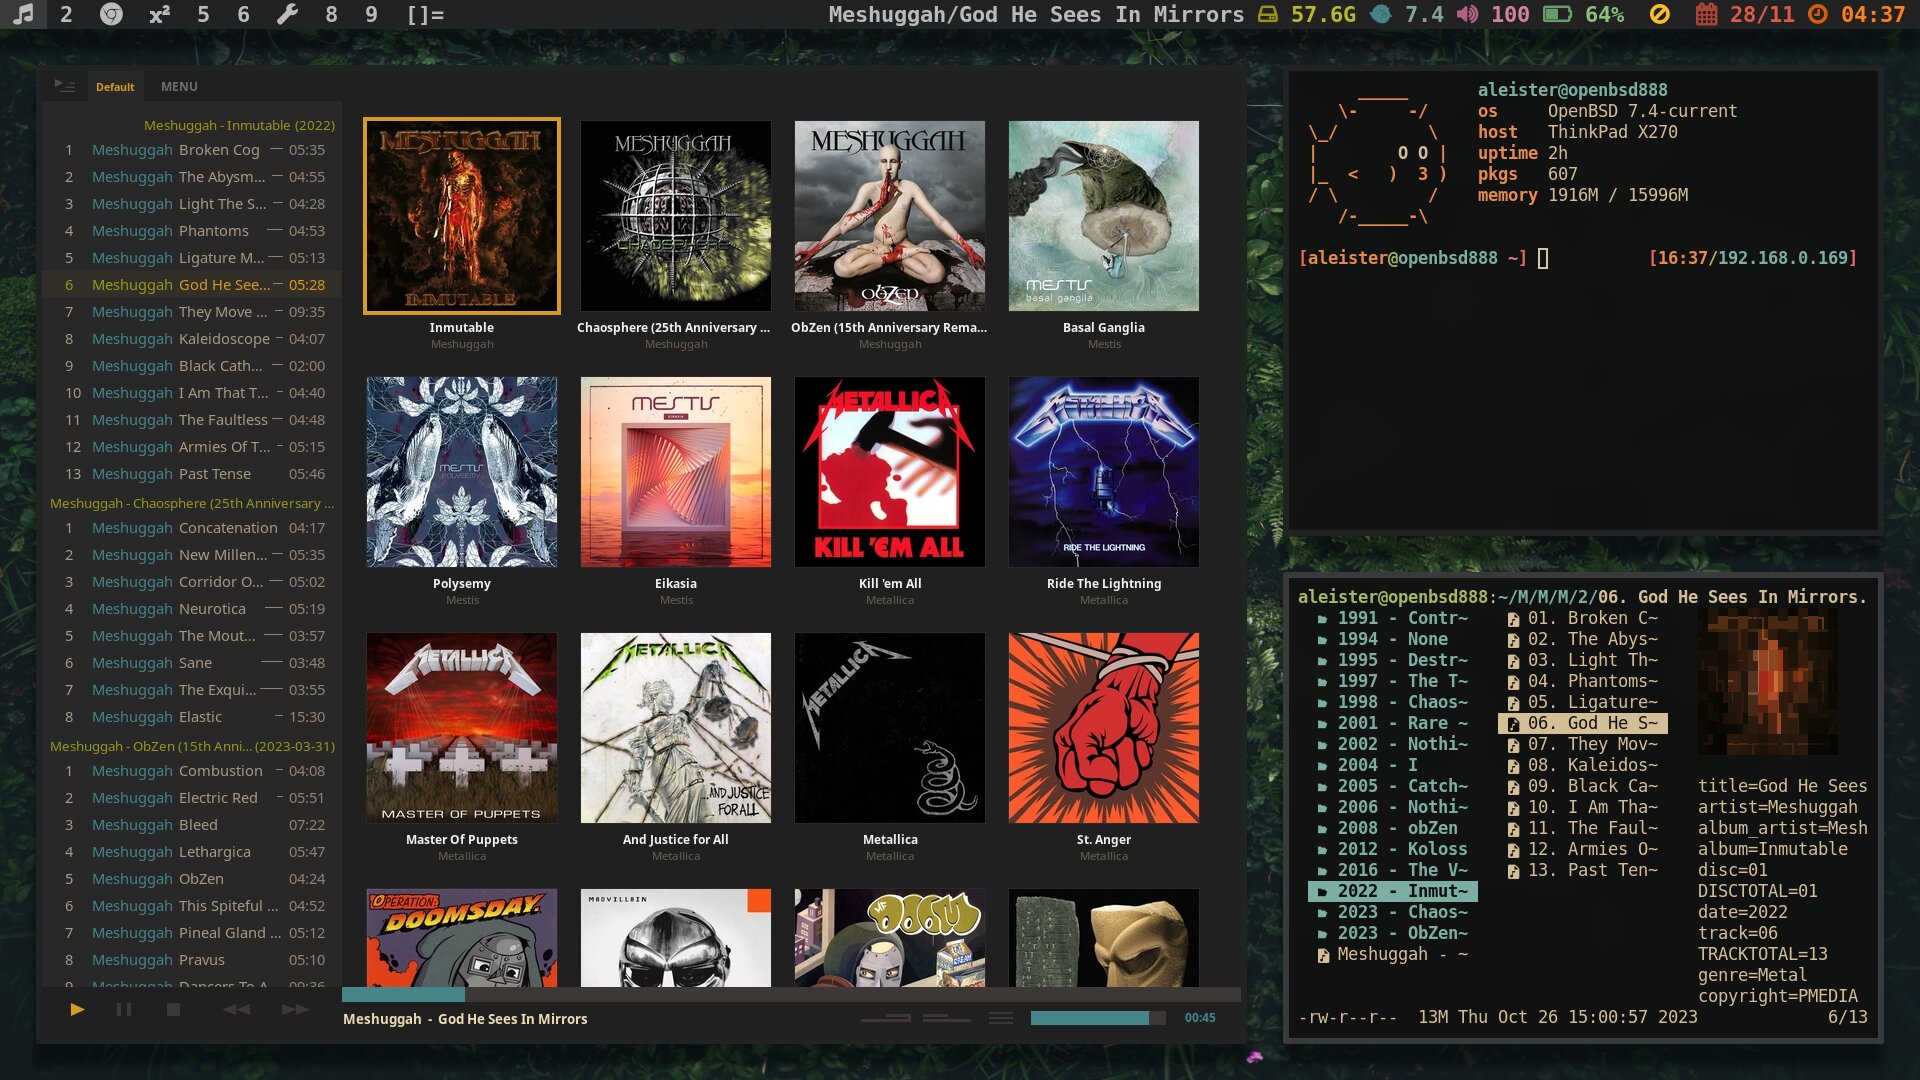 2 x² 5 6 8 9 []= Meshuggah/God He Sees In Mirrors 57.6G 7.4 100 64% 28/11 04:37
Default MENU
Meshuggah - Inmutable (2022)
1 Meshuggah Broken Cog 05:35
2 Meshuggah The Abysm... 04:55
3 Meshuggah Light The S... 04:28
4 Meshuggah Phantoms 04:53
5 Meshuggah Ligature M... 05:13
6 Meshuggah God He See... 05:28
7 Meshuggah They Move ... 09:35
8 Meshuggah Kaleidoscope 04:07
9 Meshuggah Black Cath... 02:00
10 Meshuggah I Am That T... 04:40
11 Meshuggah The Faultless 04:48
12 Meshuggah Armies Of T... 05:15
13 Meshuggah Past Tense 05:46
Meshuggah - Chaosphere (25th Anniversary ...
1 Meshuggah Concatenation 04:17
2 Meshuggah New Millen... 05:35
3 Meshuggah Corridor O... 05:02
4 Meshuggah Neurotica 05:19
5 Meshuggah The Mout... 03:57
6 Meshuggah Sane 03:48
7 Meshuggah The Exqui... 03:55
8 Meshuggah Elastic 15:30
Meshuggah - ObZen (15th Anni... (2023-03-31)
1 Meshuggah Combustion 04:08
2 Meshuggah Electric Red 05:51
3 Meshuggah Bleed 07:22
4 Meshuggah Lethargica 05:47
5 Meshuggah ObZen 04:24
6 Meshuggah This Spiteful ... 04:52
7 Meshuggah Pineal Gland ... 05:12
8 Meshuggah Pravus 05:10
9 Meshuggah Dancers To A 09:36
MESHUGGAH
IMMUTABLE
MESHUGGAH
CHAOSPHERE
MESHUGGAH
obZen
MESTIS
basal ganglia
Inmutable
Meshuggah
Chaosphere (25th Anniversary ...
Meshuggah
ObZen (15th Anniversary Rema...
Meshuggah
Basal Ganglia
Mestís
MESTIS
POLYSEMY
MESTIS
EIKASIA
METALLICA
KILL 'EM ALL
METALLICA
RIDE THE LIGHTNING
Polysemy
Mestís
Eikasia
Mestís
Kill 'em All
Metallica
Ride The Lightning
Metallica
METALLICA
MASTER OF PUPPETS
METALLICA
...AND JUSTICE
FOR ALL
METALLICA
Master Of Puppets
Metallica
And Justice for All
Metallica
Metallica
Metallica
St. Anger
Metallica
OPERATION:
DOOMSDAY.
MADVILLAIN
MF
DOOM
Meshuggah - God He Sees In Mirrors
00:45
_____ aleister@openbsd888
\- -/ os OpenBSD 7.4-current
\_/ \ host ThinkPad X270
| O O | uptime 2h
|_ < ) 3 ) pkgs 607
/ \ / memory 1916M / 15996M
/-_____-\
[aleister@openbsd888 ~] [16:37/192.168.0.169]
aleister@openbsd888:~/M/M/M/2/06. God He Sees In Mirrors.
1991 - Contr~ 01. Broken C~
1994 - None 02. The Abys~
1995 - Destr~ 03. Light Th~
1997 - The T~ 04. Phantoms~
1998 - Chaos~ 05. Ligature~
2001 - Rare ~ 06. God He S~
2002 - Nothi~ 07. They Mov~
2004 - I 08. Kaleidos~
2005 - Catch~ 09. Black Ca~ title=God He Sees
2006 - Nothi~ 10. I Am Tha~ artist=Meshuggah
2008 - obZen 11. The Faul~ album_artist=Mesh
2012 - Koloss 12. Armies O~ album=Inmutable
2016 - The V~ 13. Past Ten~ disc=01
2022 - Inmut~ DISCTOTAL=01
2023 - Chaos~ date=2022
2023 - ObZen~ track=06
Meshuggah - ~ TRACKTOTAL=13
genre=Metal
copyright=PMEDIA
-rw-r--r-- 13M Thu Oct 26 15:00:57 2023 6/13